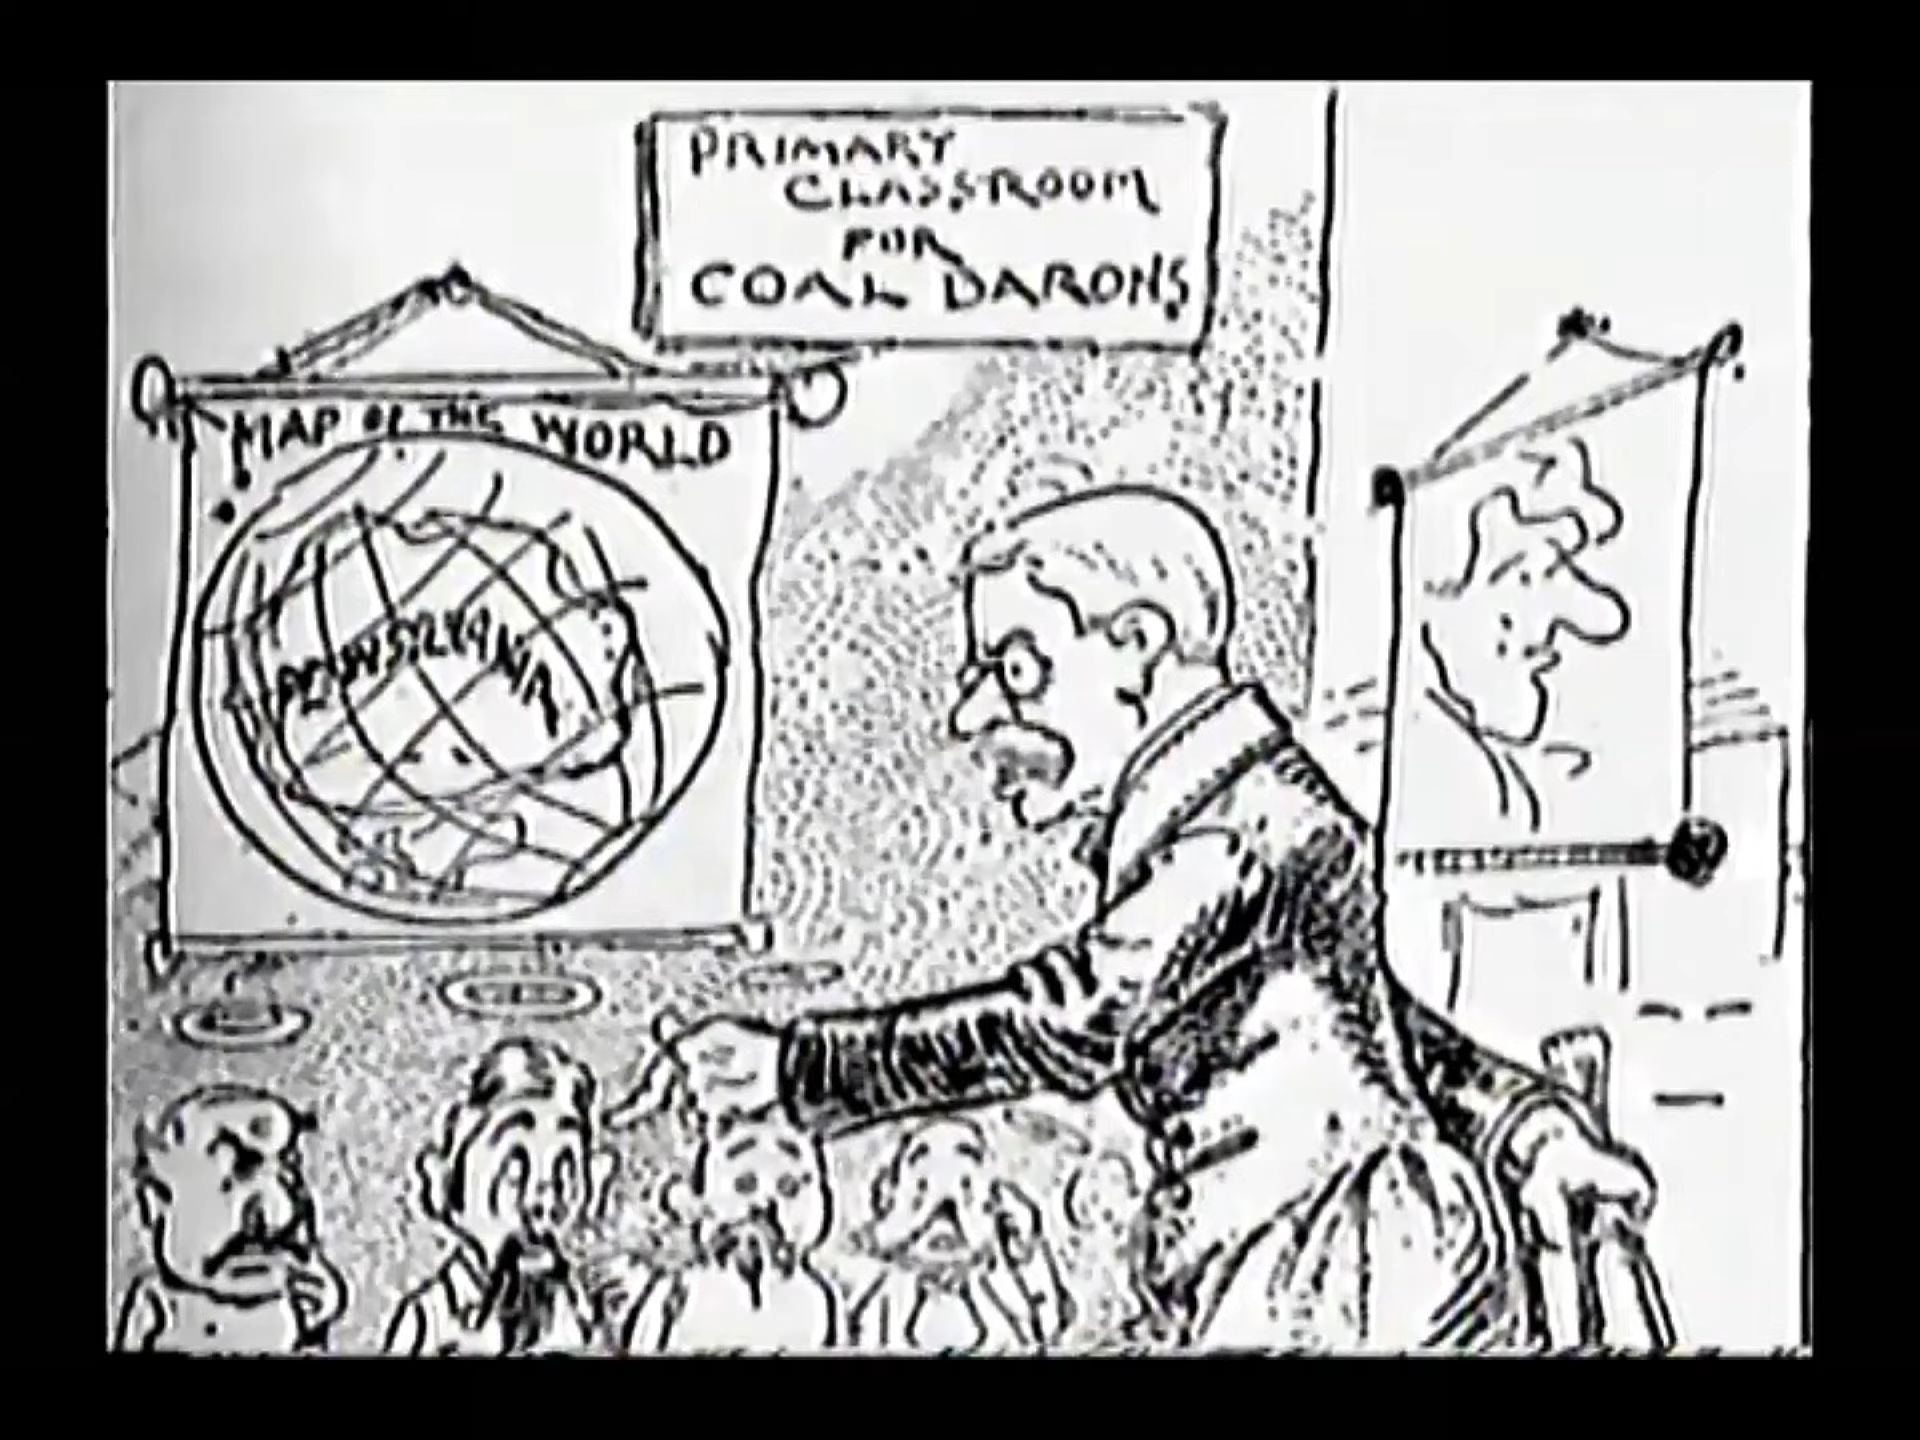 PRIMARY
CLASSROOM
FOR
COAL BARONS
MAP OF THE WORLD
PENNSYLVANIA